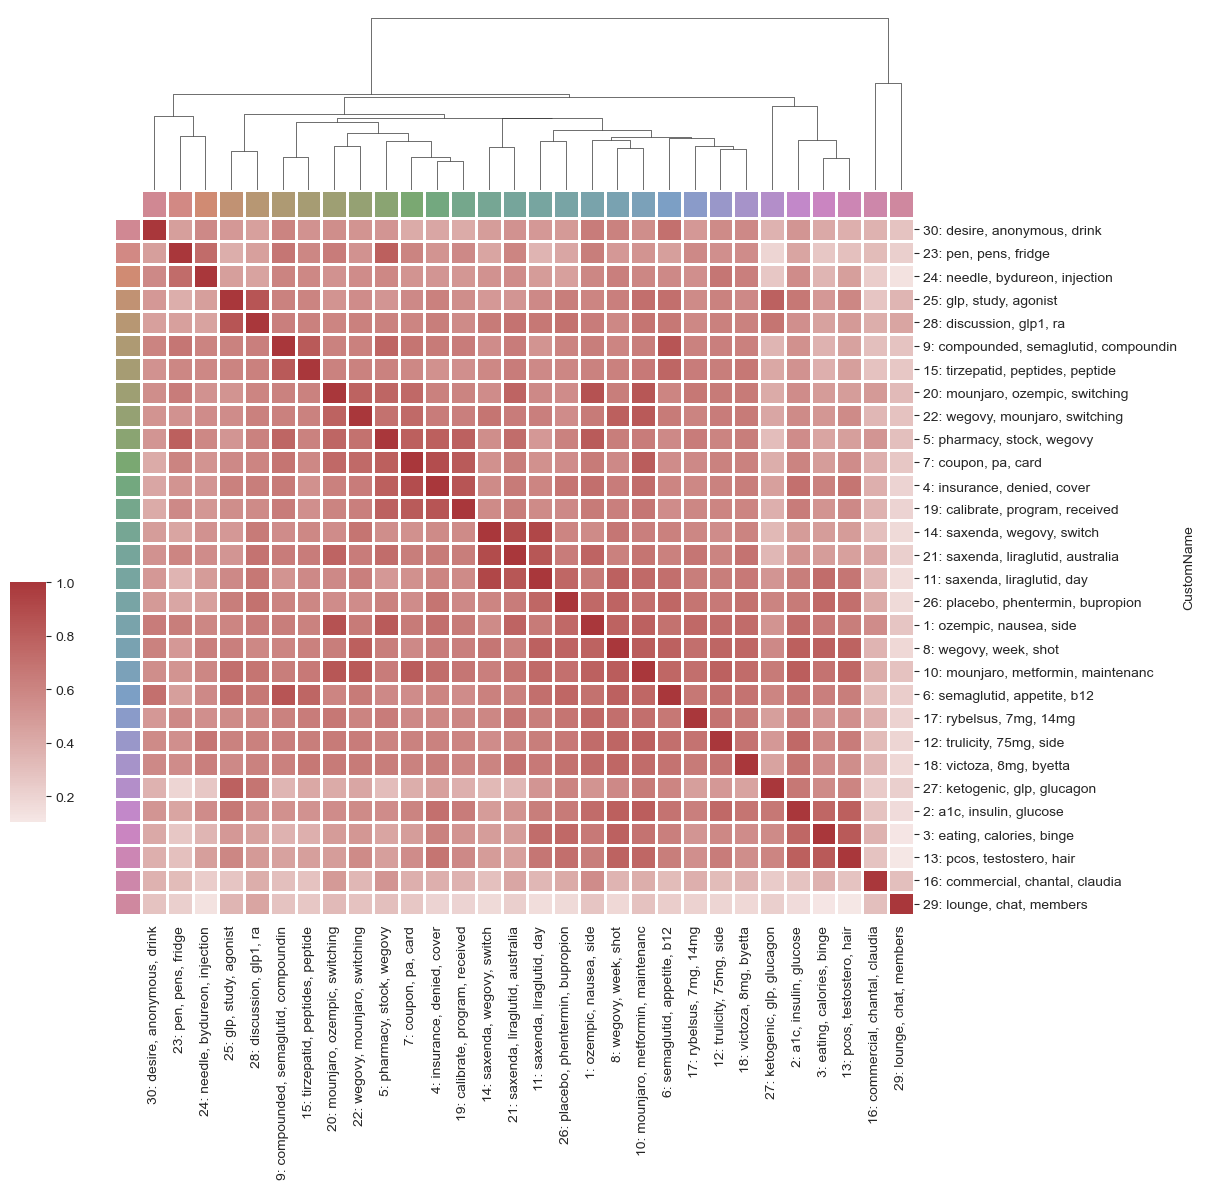 30: desire, anonymous, drink
23: pen, pens, fridge
24: needle, bydureon, injection
25: glp, study, agonist
28: discussion, glp1, ra
9: compounded, semaglutid, compoundin
15: tirzepatid, peptides, peptide
20: mounjaro, ozempic, switching
22: wegovy, mounjaro, switching
5: pharmacy, stock, wegovy
7: coupon, pa, card
4: insurance, denied, cover
19: calibrate, program, received
14: saxenda, wegovy, switch
21: saxenda, liraglutid, australia
11: saxenda, liraglutid, day
26: placebo, phentermin, bupropion
1: ozempic, nausea, side
8: wegovy, week, shot
10: mounjaro, metformin, maintenanc
6: semaglutid, appetite, b12
17: rybelsus, 7mg, 14mg
12: trulicity, 75mg, side
18: victoza, 8mg, byetta
27: ketogenic, glp, glucagon
2: a1c, insulin, glucose
3: eating, calories, binge
13: pcos, testostero, hair
16: commercial, chantal, claudia
29: lounge, chat, members
CustomName
1.0
0.8
0.6
0.4
0.2
30: desire, anonymous, drink
23: pen, pens, fridge
24: needle, bydureon, injection
25: glp, study, agonist
28: discussion, glp1, ra
9: compounded, semaglutid, compoundin
15: tirzepatid, peptides, peptide
20: mounjaro, ozempic, switching
22: wegovy, mounjaro, switching
5: pharmacy, stock, wegovy
7: coupon, pa, card
4: insurance, denied, cover
19: calibrate, program, received
14: saxenda, wegovy, switch
21: saxenda, liraglutid, australia
11: saxenda, liraglutid, day
26: placebo, phentermin, bupropion
1: ozempic, nausea, side
8: wegovy, week, shot
10: mounjaro, metformin, maintenanc
6: semaglutid, appetite, b12
17: rybelsus, 7mg, 14mg
12: trulicity, 75mg, side
18: victoza, 8mg, byetta
27: ketogenic, glp, glucagon
2: a1c, insulin, glucose
3: eating, calories, binge
13: pcos, testostero, hair
16: commercial, chantal, claudia
29: lounge, chat, members